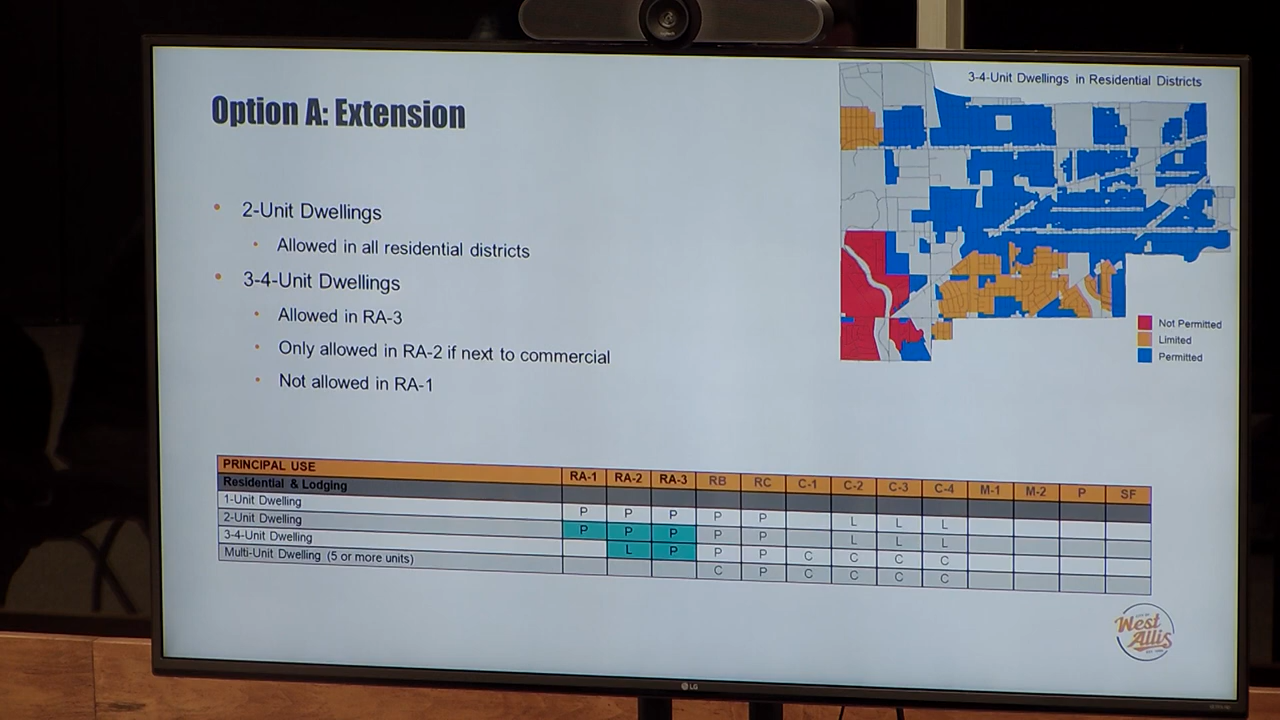 logitech
3-4-Unit Dwellings in Residential Districts
Option A: Extension
• 2-Unit Dwellings
• Allowed in all residential districts
• 3-4-Unit Dwellings
• Allowed in RA-3
• Only allowed in RA-2 if next to commercial
• Not allowed in RA-1
Not Permitted
Limited
Permitted
PRINCIPAL USE RA-1 RA-2 RA-3 RB RC C-1 C-2 C-3 C-4 M-1 M-2 P SF
Residential & Lodging
1-Unit Dwelling P P P P P L L L
2-Unit Dwelling P P P P P L L L
3-4-Unit Dwelling L P P P C C C C
Multi-Unit Dwelling (5 or more units) C P C C C C
West
Allis
LG